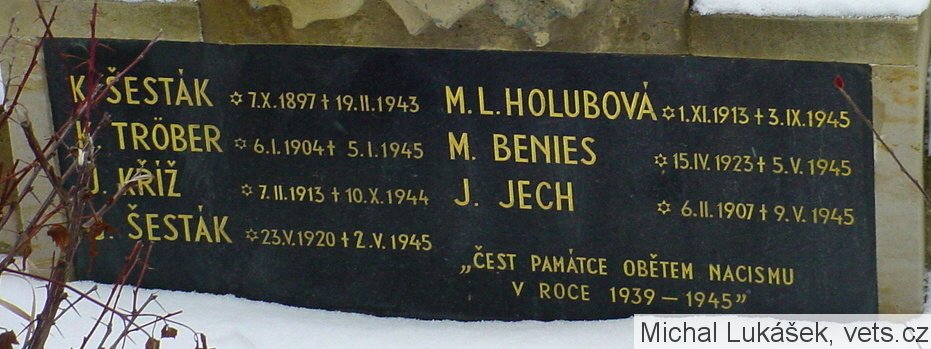 K. ŠESTÁK ✡ 7.X.1897 † 19.II.1943
TRÖBER ✡ 6.I.1904 † 5.I.1945
J. KŘÍŽ ✡ 7.II.1913 † 10.X.1944
ŠESTÁK ✡ 23.V.1920 † 2.V.1945
M. L. HOLUBOVÁ ✡ 1.XI.1913 † 3.IX.1945
M. BENIES ✡ 15.IV.1923 † 5.V.1945
J. JECH ✡ 6.II.1907 † 9.V.1945
„ČEST PAMÁTCE OBĚTEM NACISMU
V ROCE 1939 – 1945"
Michal Lukášek, vets.cz